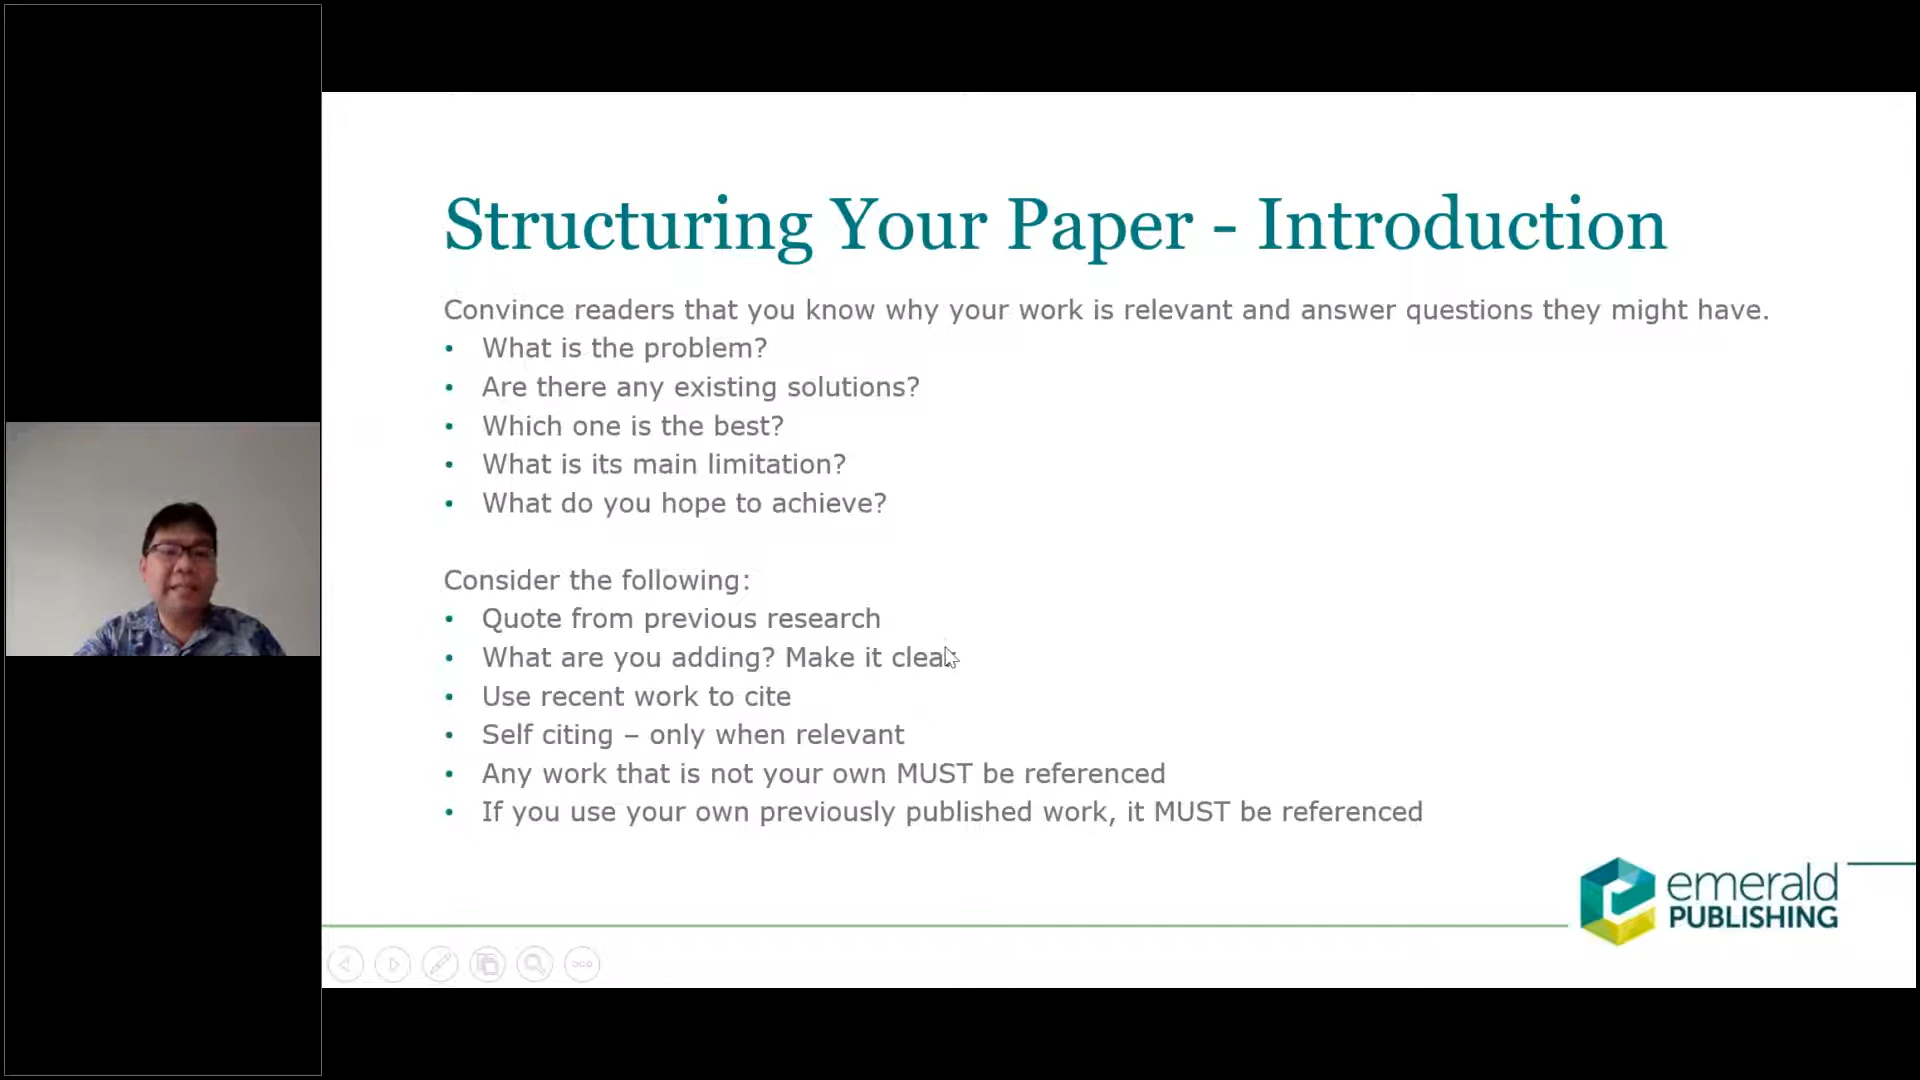 Structuring Your Paper - Introduction
Convince readers that you know why your work is relevant and answer questions they might have.
• What is the problem?
• Are there any existing solutions?
• Which one is the best?
• What is its main limitation?
• What do you hope to achieve?
Consider the following:
• Quote from previous research
• What are you adding? Make it clear
• Use recent work to cite
• Self citing – only when relevant
• Any work that is not your own MUST be referenced
• If you use your own previously published work, it MUST be referenced
emerald
PUBLISHING